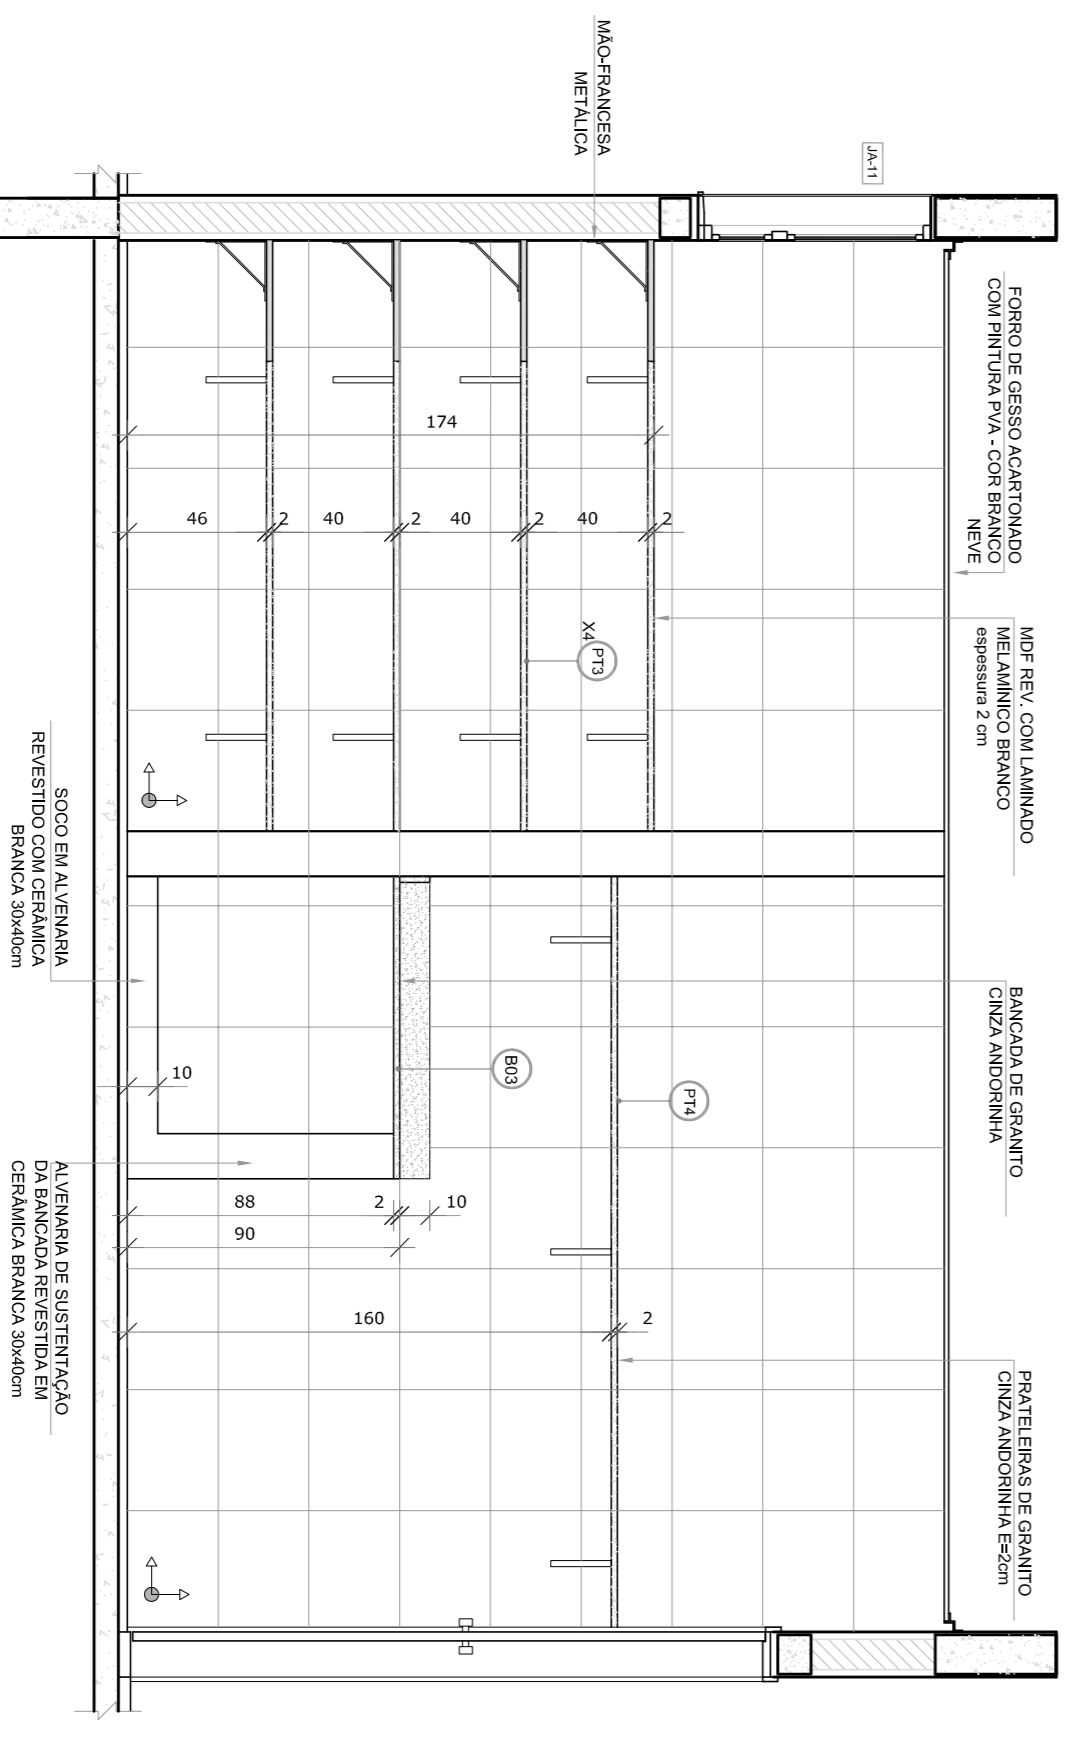 MÃO-FRANCESA
METÁLICA
JA-11
FORRO DE GESSO ACARTONADO
COM PINTURA PVA - COR BRANCO
NEVE
MDF REV. COM LAMINADO
MELAMÍNICO BRANCO
espessura 2 cm
BANCADA DE GRANITO
CINZA ANDORINHA
PRATELEIRAS DE GRANITO
CINZA ANDORINHA E=2cm
174
46
2
40
2
40
2
40
2
PT3
X4
PT4
B03
10
88
2
10
90
160
2
SOCO EM ALVENARIA
REVESTIDO COM CERÂMICA
BRANCA 30x40cm
ALVENARIA DE SUSTENTAÇÃO
DA BANCADA REVESTIDA EM
CERÂMICA BRANCA 30x40cm